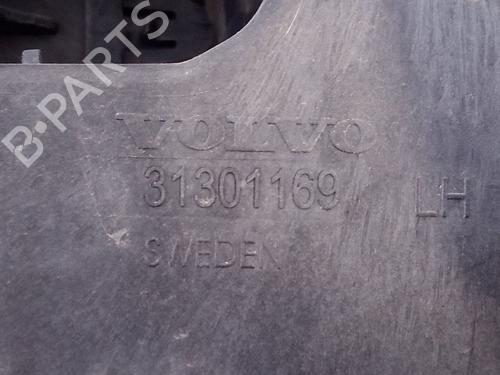 B-PARTS
VOLVO
31301169 LH
SWEDEN